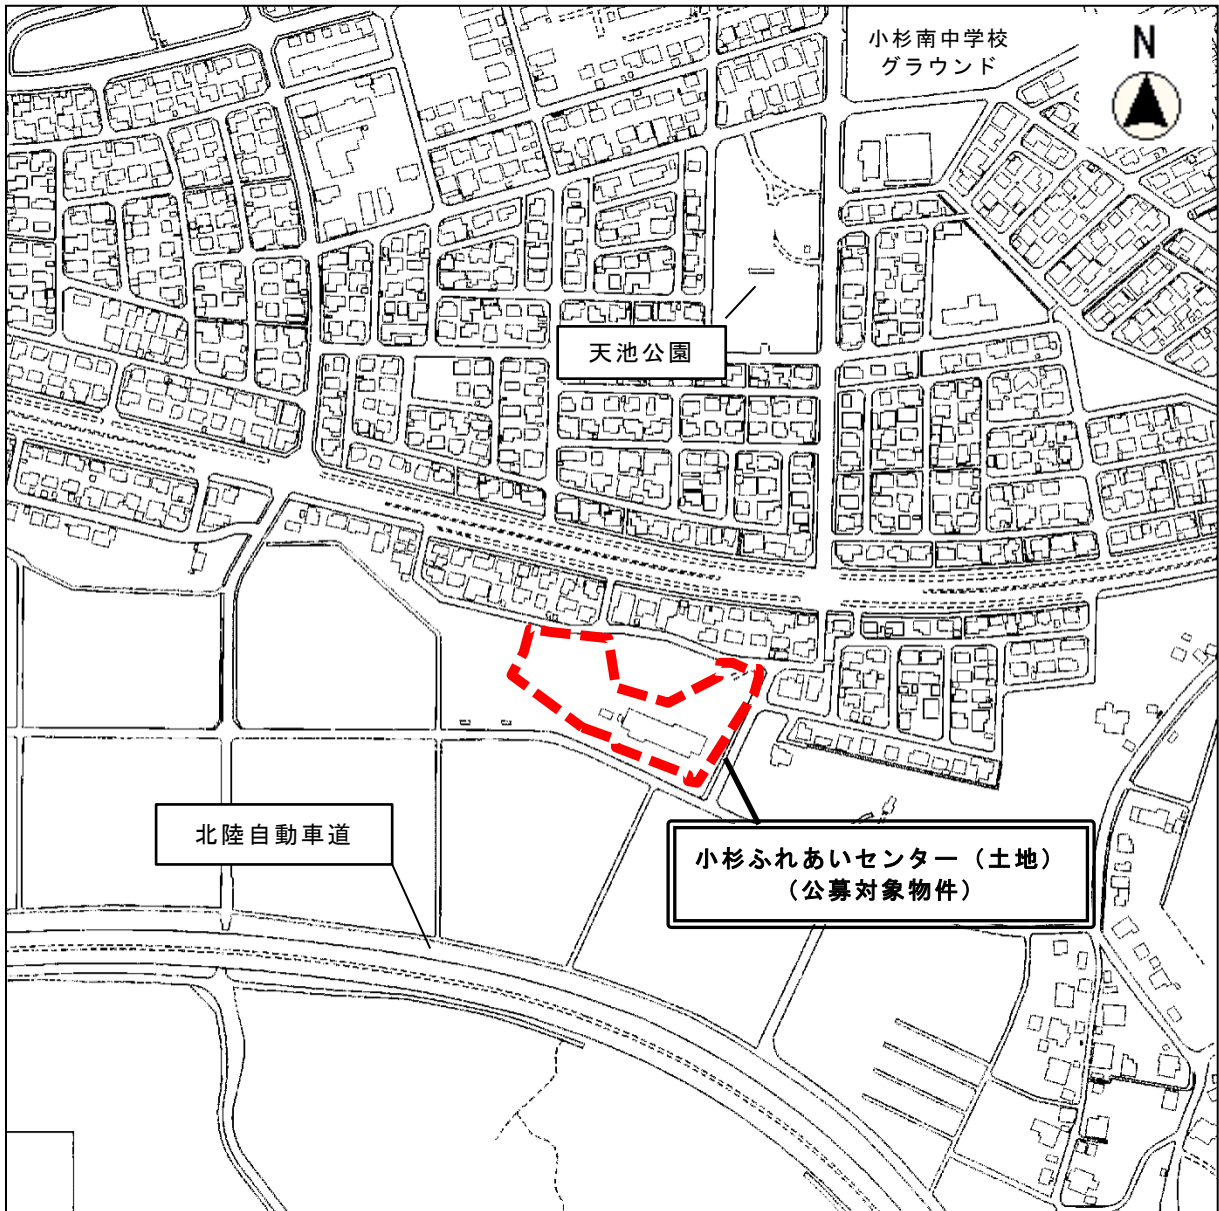 小杉南中学校
グラウンド
N
天池公園
北陸自動車道
小杉ふれあいセンター（土地）
（公募対象物件）